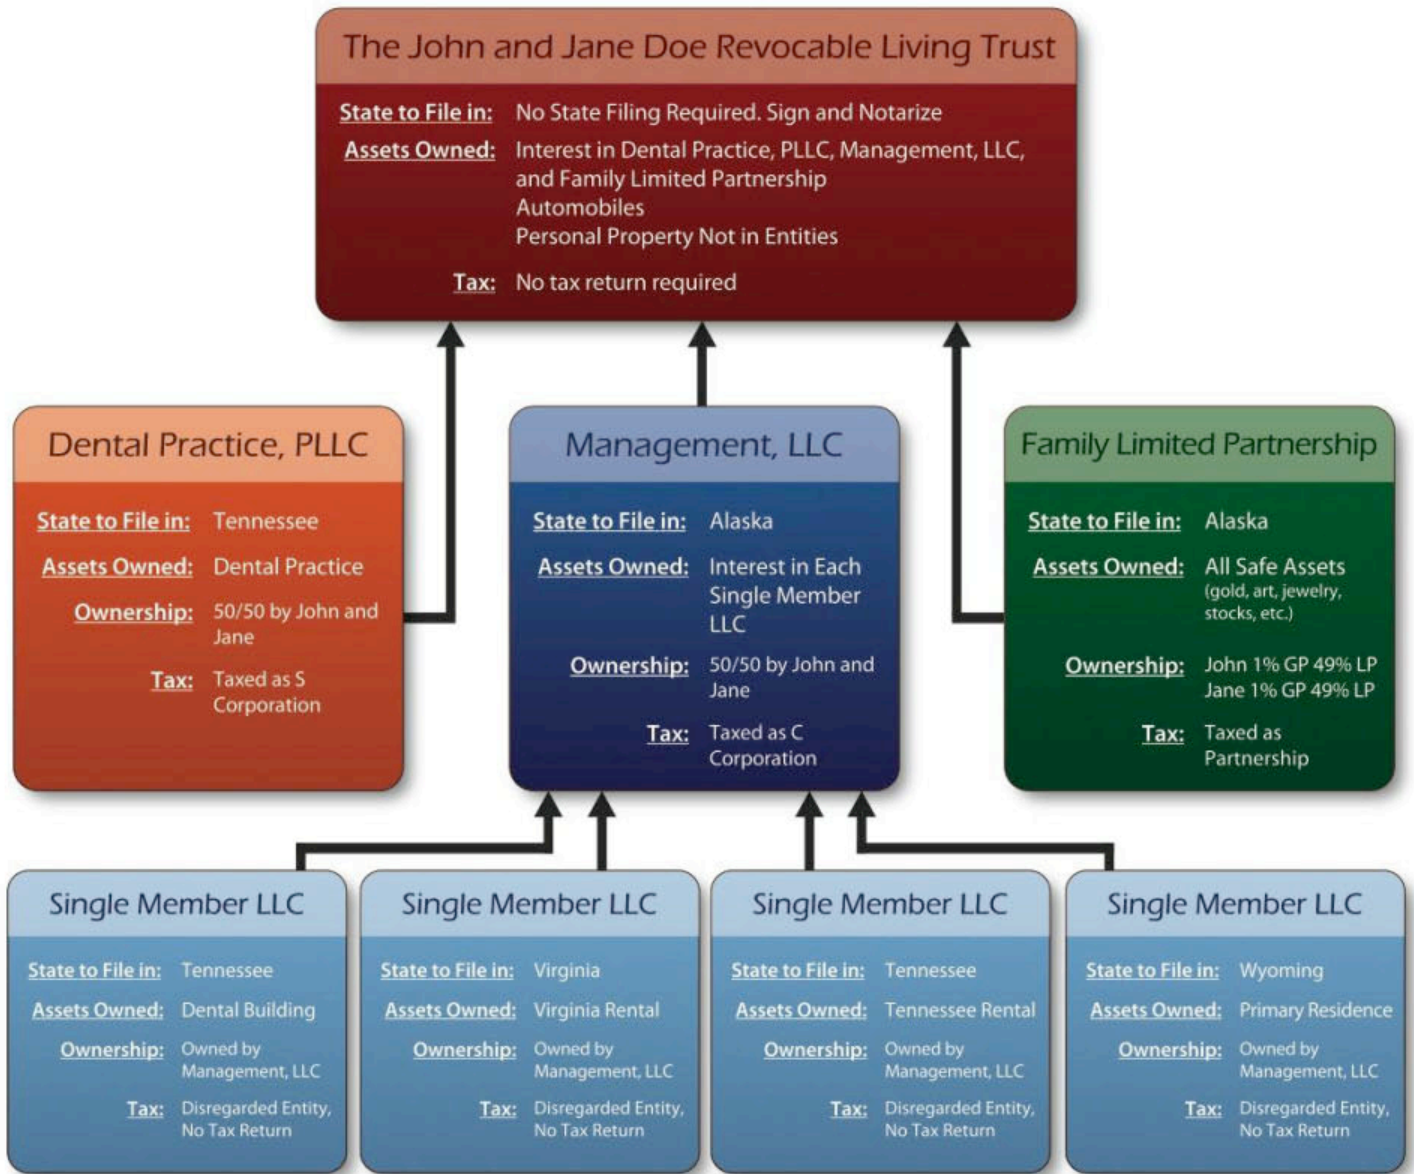 The John and Jane Doe Revocable Living Trust
State to File in: No State Filing Required. Sign and Notarize
Assets Owned: Interest in Dental Practice, PLLC, Management, LLC,
and Family Limited Partnership
Automobiles
Personal Property Not in Entities
Tax: No tax return required
Dental Practice, PLLC
State to File in: Tennessee
Assets Owned: Dental Practice
Ownership: 50/50 by John and
Jane
Tax: Taxed as S
Corporation
Management, LLC
State to File in: Alaska
Assets Owned: Interest in Each
Single Member
LLC
Ownership: 50/50 by John and
Jane
Tax: Taxed as C
Corporation
Family Limited Partnership
State to File in: Alaska
Assets Owned: All Safe Assets
(gold, art, jewelry,
stocks, etc.)
Ownership: John 1% GP 49% LP
Jane 1% GP 49% LP
Tax: Taxed as
Partnership
Single Member LLC
State to File in: Tennessee
Assets Owned: Dental Building
Ownership: Owned by
Management, LLC
Tax: Disregarded Entity,
No Tax Return
Single Member LLC
State to File in: Virginia
Assets Owned: Virginia Rental
Ownership: Owned by
Management, LLC
Tax: Disregarded Entity,
No Tax Return
Single Member LLC
State to File in: Tennessee
Assets Owned: Tennessee Rental
Ownership: Owned by
Management, LLC
Tax: Disregarded Entity,
No Tax Return
Single Member LLC
State to File in: Wyoming
Assets Owned: Primary Residence
Ownership: Owned by
Management, LLC
Tax: Disregarded Entity,
No Tax Return